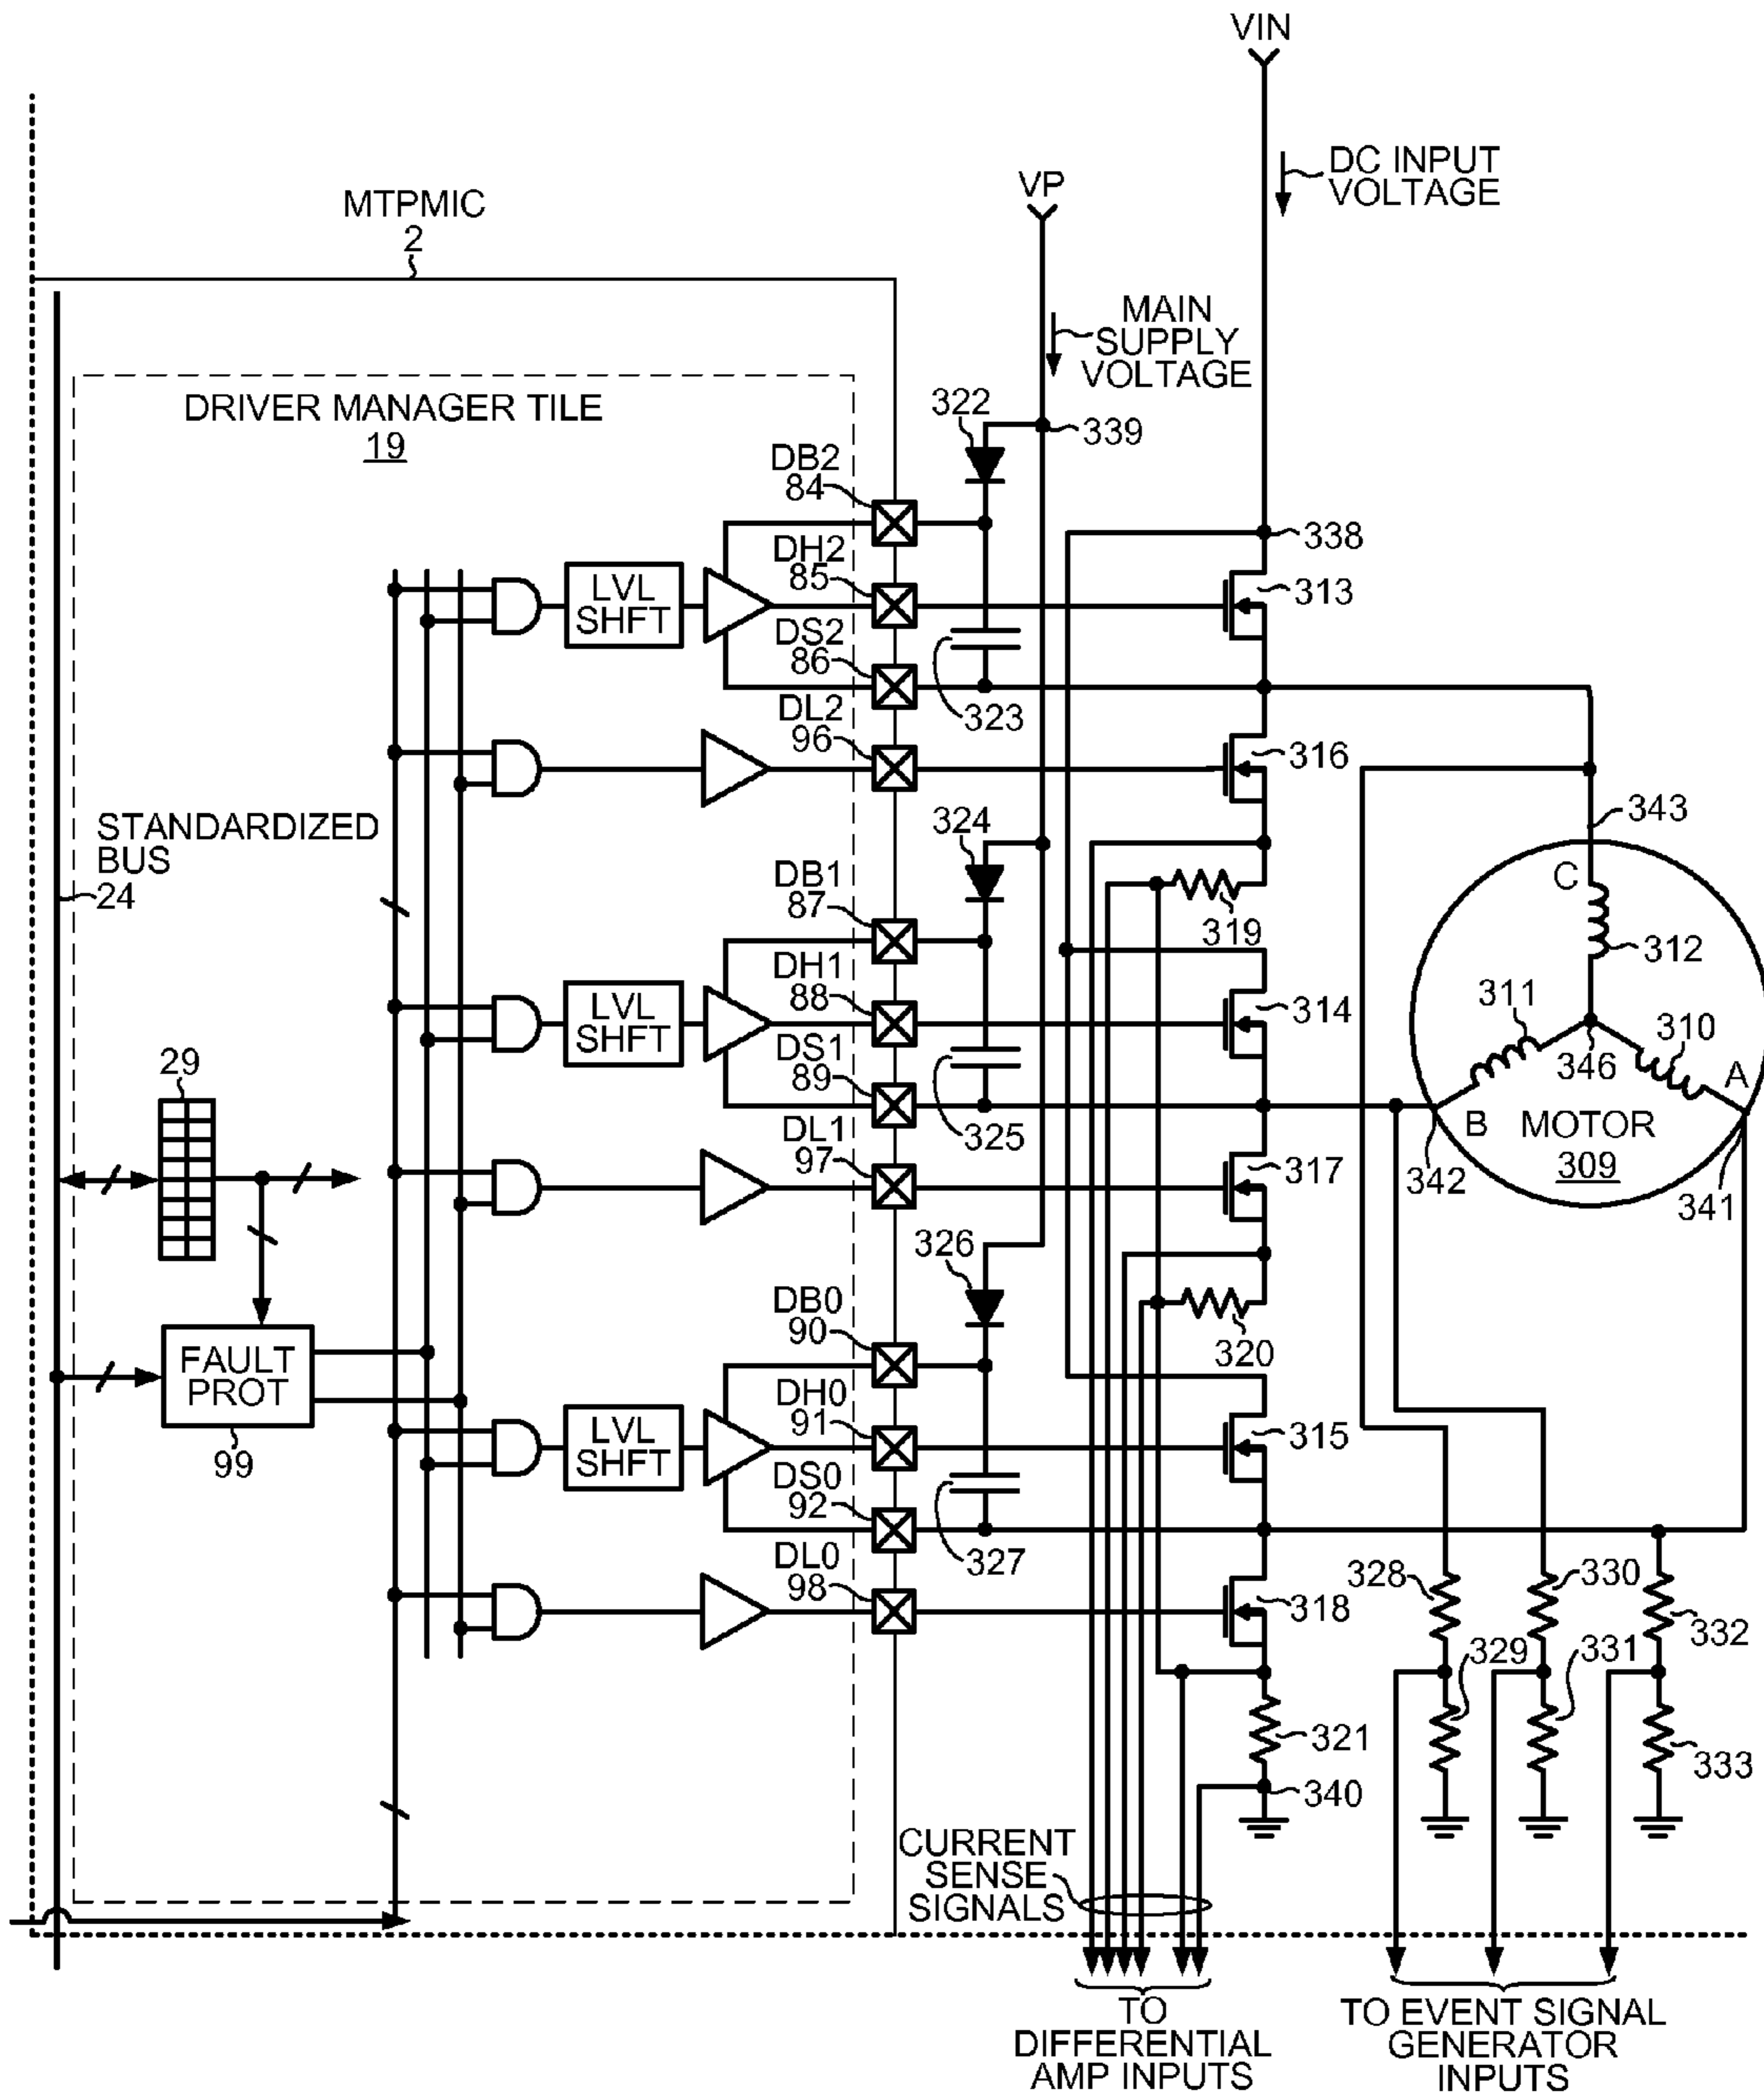 VIN
DC INPUT
VOLTAGE
VP
MTPMIC
2
MAIN
SUPPLY
VOLTAGE
DRIVER MANAGER TILE
19
322
339
DB2
84
338
DH2
85
LVL
SHFT
313
DS2
86
323
DL2
96
316
STANDARDIZED
BUS
24
324
343
C
DB1
87
319
312
DH1
88
LVL
SHFT
314
311
310
DS1
89
346
A
29
325
B
MOTOR
309
DL1
97
317
342
341
326
DB0
90
320
FAULT
PROT
99
DH0
91
LVL
SHFT
315
DS0
92
327
DL0
98
328
330
318
332
329
331
321
333
340
CURRENT
SENSE
SIGNALS
TO
DIFFERENTIAL
AMP INPUTS
TO EVENT SIGNAL
GENERATOR
INPUTS